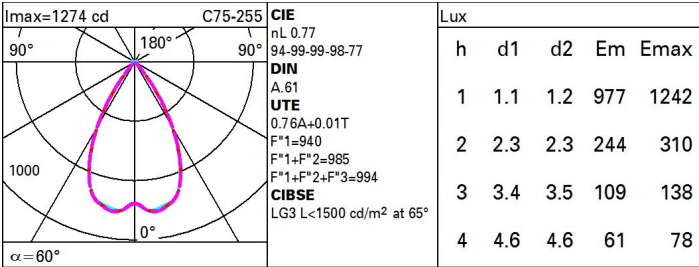 Imax=1274 cd C75-255
90° 180° 90°
1000
0°
α=60°
CIE
nL 0.77
94-99-99-98-77
DIN
A.61
UTE
0.76A+0.01T
F"1=940
F"1+F"2=985
F"1+F"2+F"3=994
CIBSE
LG3 L<1500 cd/m² at 65°
Lux
h d1 d2 Em Emax
1 1.1 1.2 977 1242
2 2.3 2.3 244 310
3 3.4 3.5 109 138
4 4.6 4.6 61 78